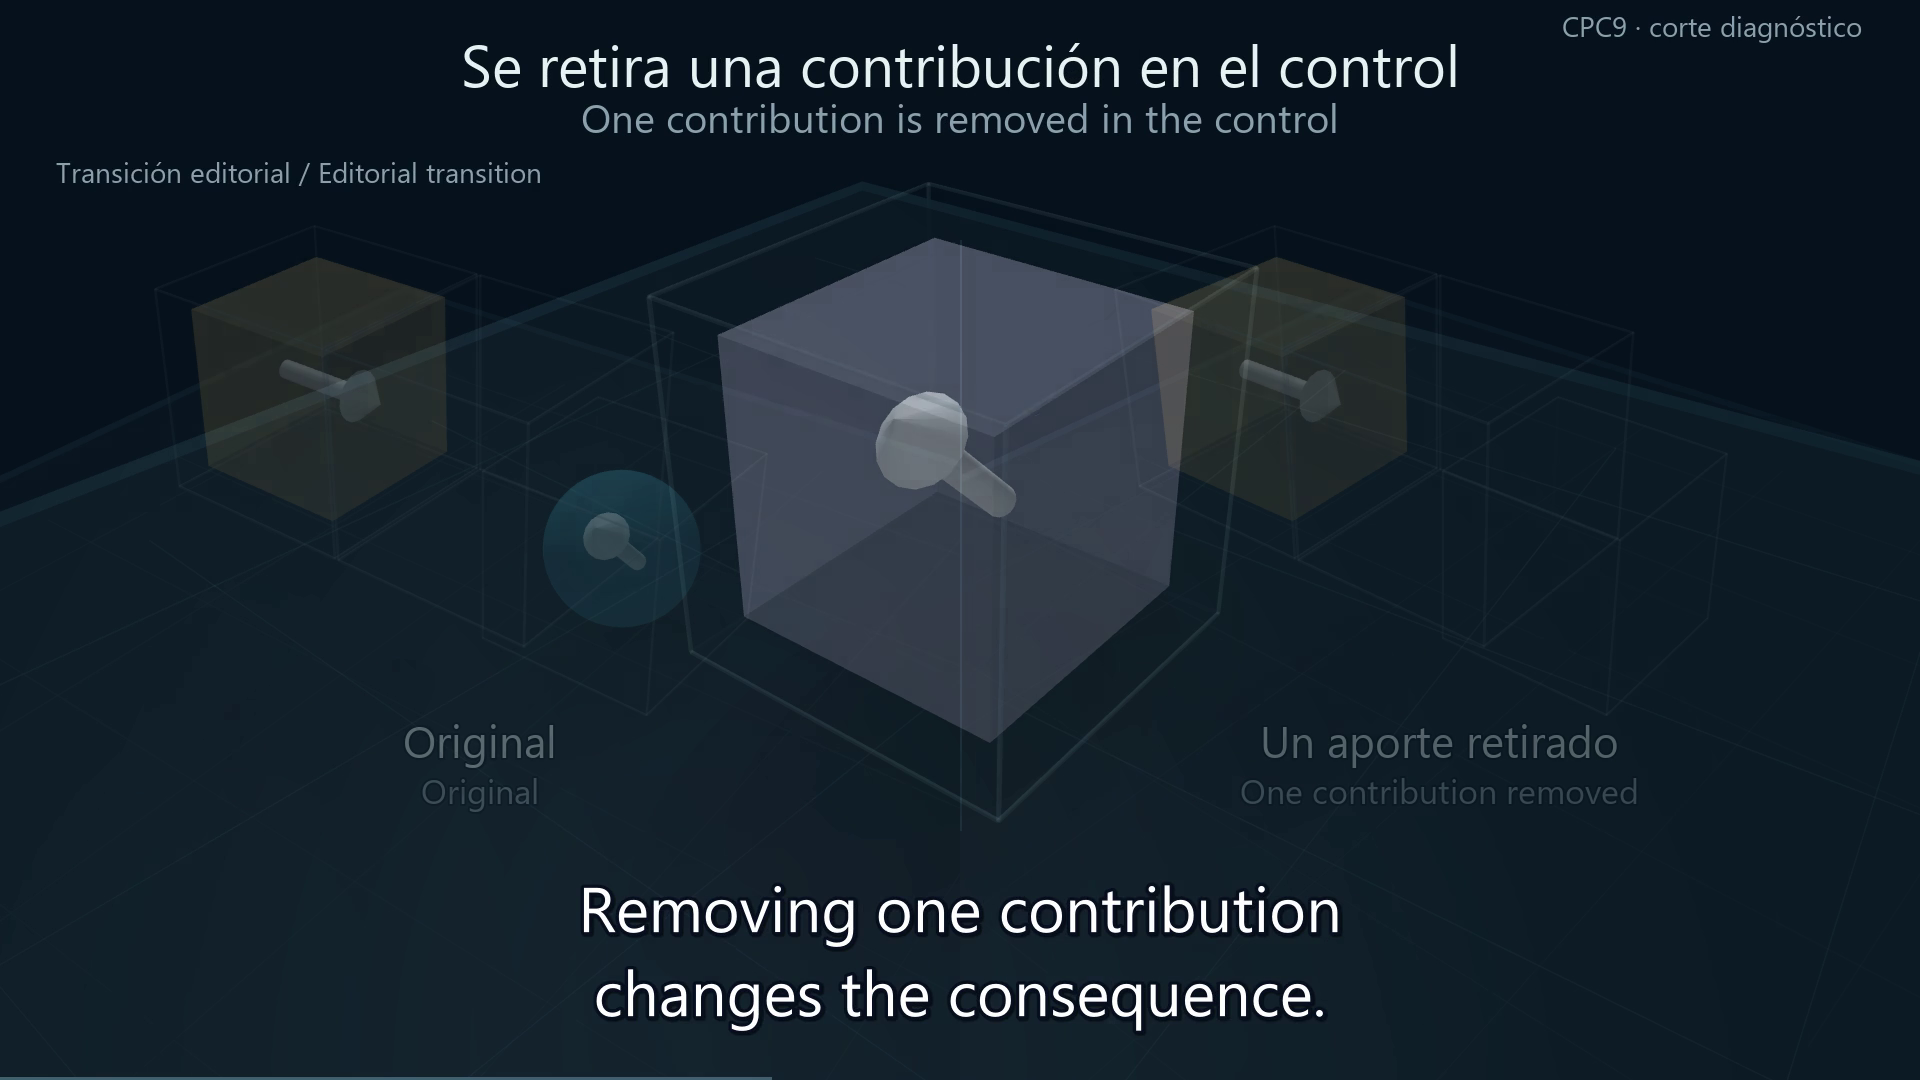 CPC9 · corte diagnóstico
Se retira una contribución en el control
One contribution is removed in the control
Transición editorial / Editorial transition
Original
Original
Un aporte retirado
One contribution removed
Removing one contribution
changes the consequence.